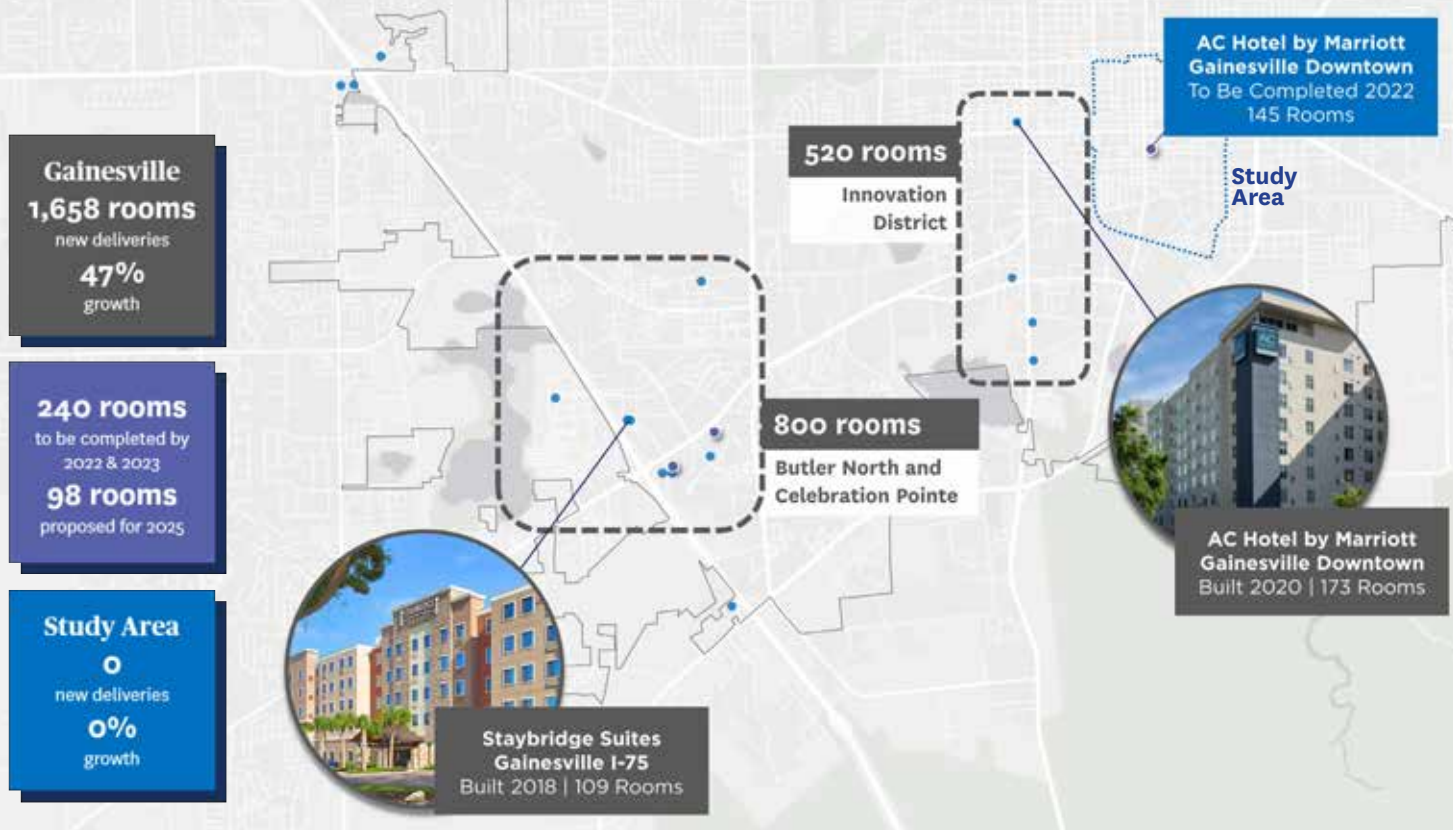 Gainesville
1,658 rooms
new deliveries
47%
growth
240 rooms
to be completed by
2022 & 2023
98 rooms
proposed for 2025
Study Area
0
new deliveries
0%
growth
AC Hotel by Marriott
Gainesville Downtown
To Be Completed 2022
145 Rooms
520 rooms
Innovation
District
Study
Area
800 rooms
Butler North and
Celebration Pointe
AC Hotel by Marriott
Gainesville Downtown
Built 2020 | 173 Rooms
Staybridge Suites
Gainesville I-75
Built 2018 | 109 Rooms